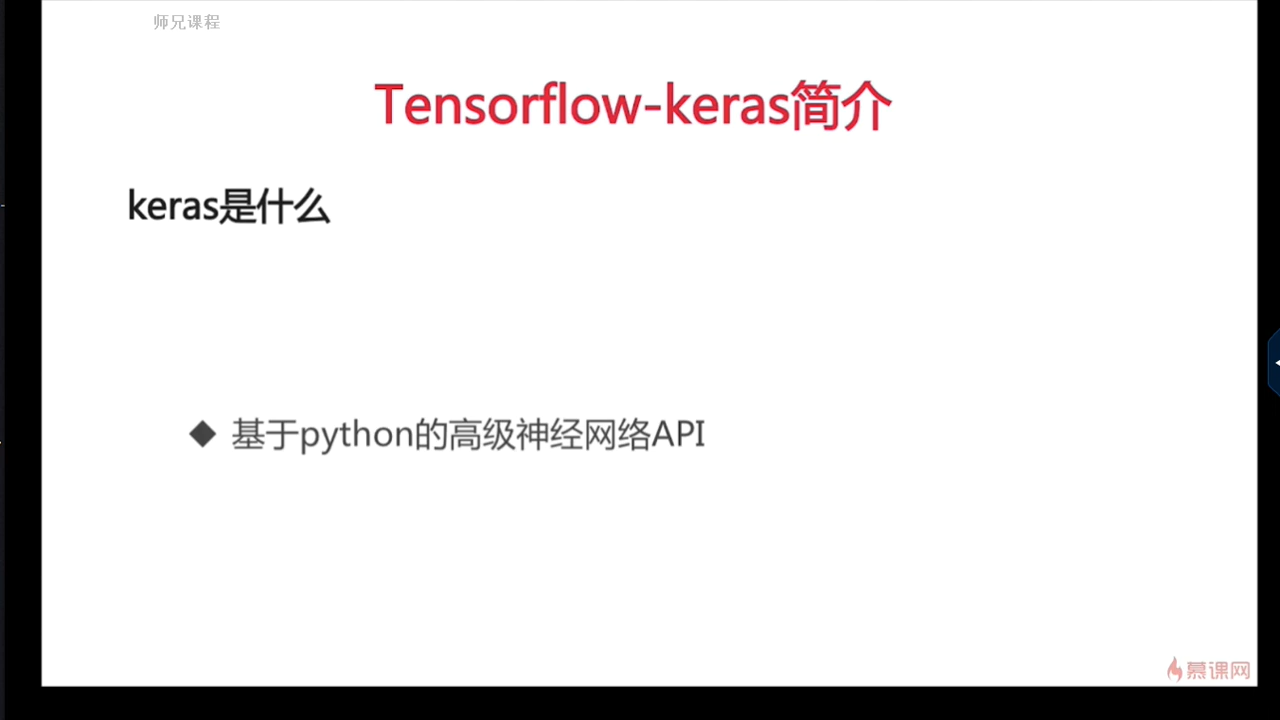 师兄课程
Tensorflow-keras简介
keras是什么
◆ 基于python的高级神经网络API
慕课网